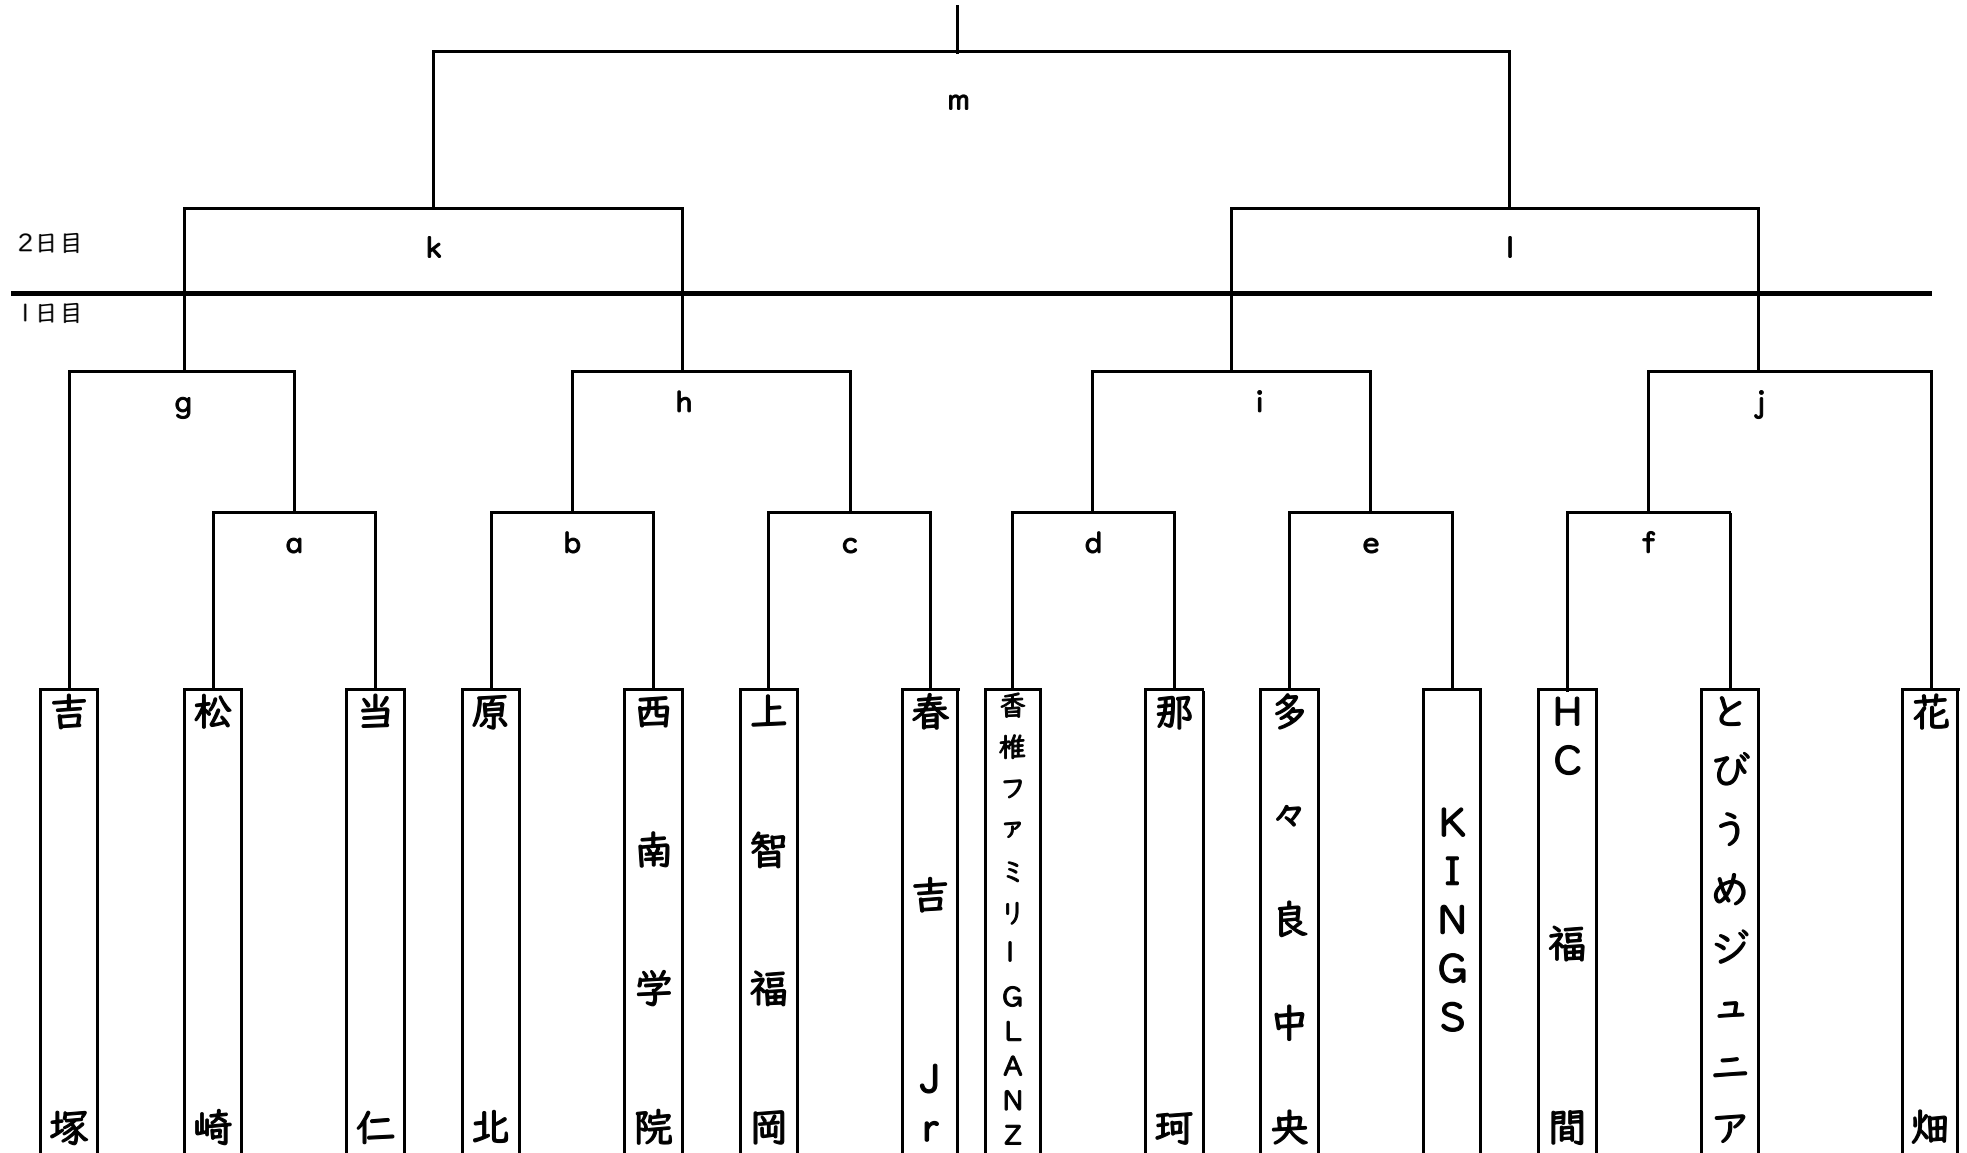 m
2日目
k
l
1日目
g
h
i
j
a
b
c
d
e
f
吉塚
松崎
当仁
原北
西南学院
上智福岡
春吉Jr
香椎ファミリーGLANZ
那珂
多々良中央
KINGS
HC福間
とびうめジュニア
花畑